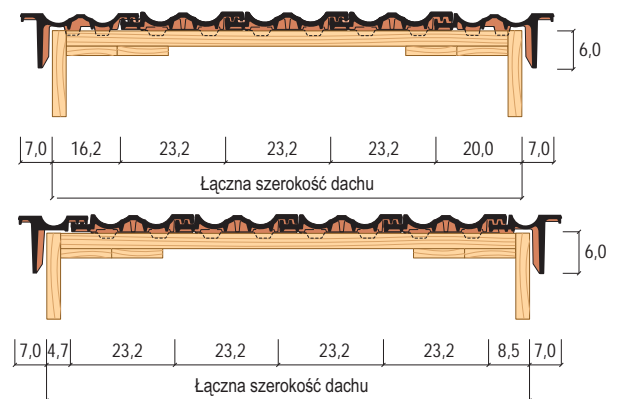 6,0
7,0 16,2 23,2 23,2 23,2 20,0 7,0
Łączna szerokość dachu
6,0
7,0 4,7 23,2 23,2 23,2 23,2 8,5 7,0
Łączna szerokość dachu